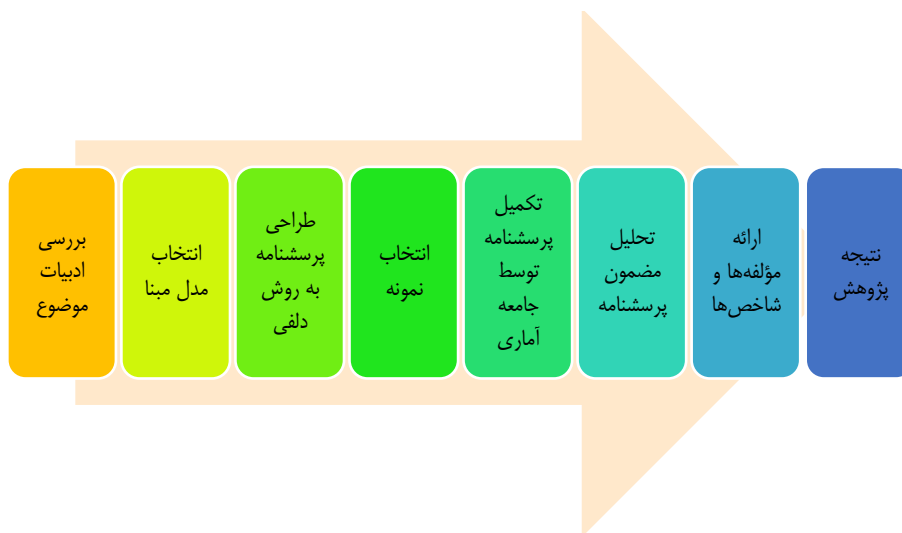 بررسی
ادبیات
موضوع
انتخاب
مدل مبنا
طراحی
پرسشنامه
به روش
دلفی
انتخاب
نمونه
تکمیل
پرسشنامه
توسط
جامعه
آماری
تحلیل
مضمون
پرسشنامه
ارائه
مؤلفه‌ها و
شاخص‌ها
نتیجه
پژوهش